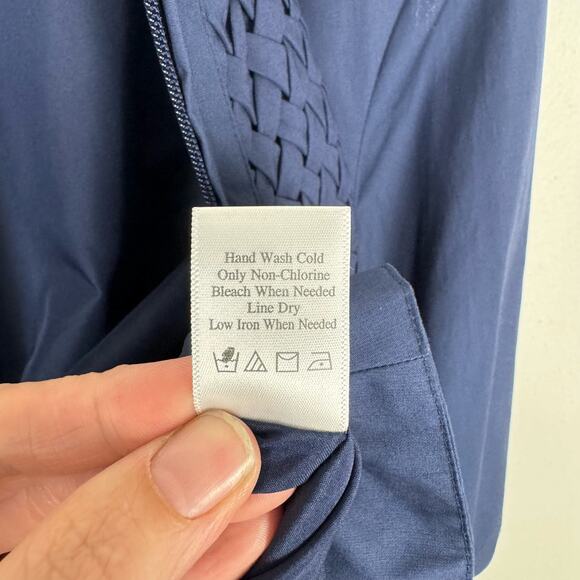 Hand Wash Cold
Only Non-Chlorine
Bleach When Needed
Line Dry
Low Iron When Needed